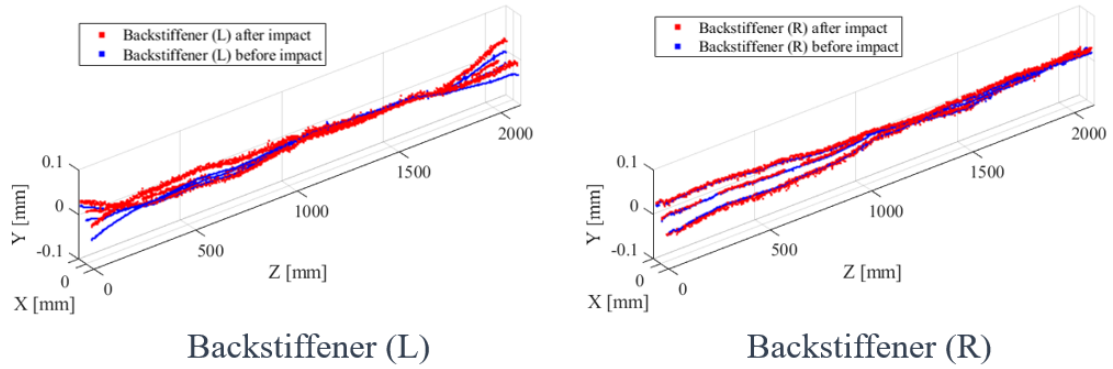 Backstiffener (L) after impact
Backstiffener (L) before impact
0.1
0
-0.1
Y [mm]
0
X [mm]
0
500
1000
1500
2000
Z [mm]
Backstiffener (L)
Backstiffener (R) after impact
Backstiffener (R) before impact
0.1
0
-0.1
Y [mm]
0
X [mm]
0
500
1000
1500
2000
Z [mm]
Backstiffener (R)